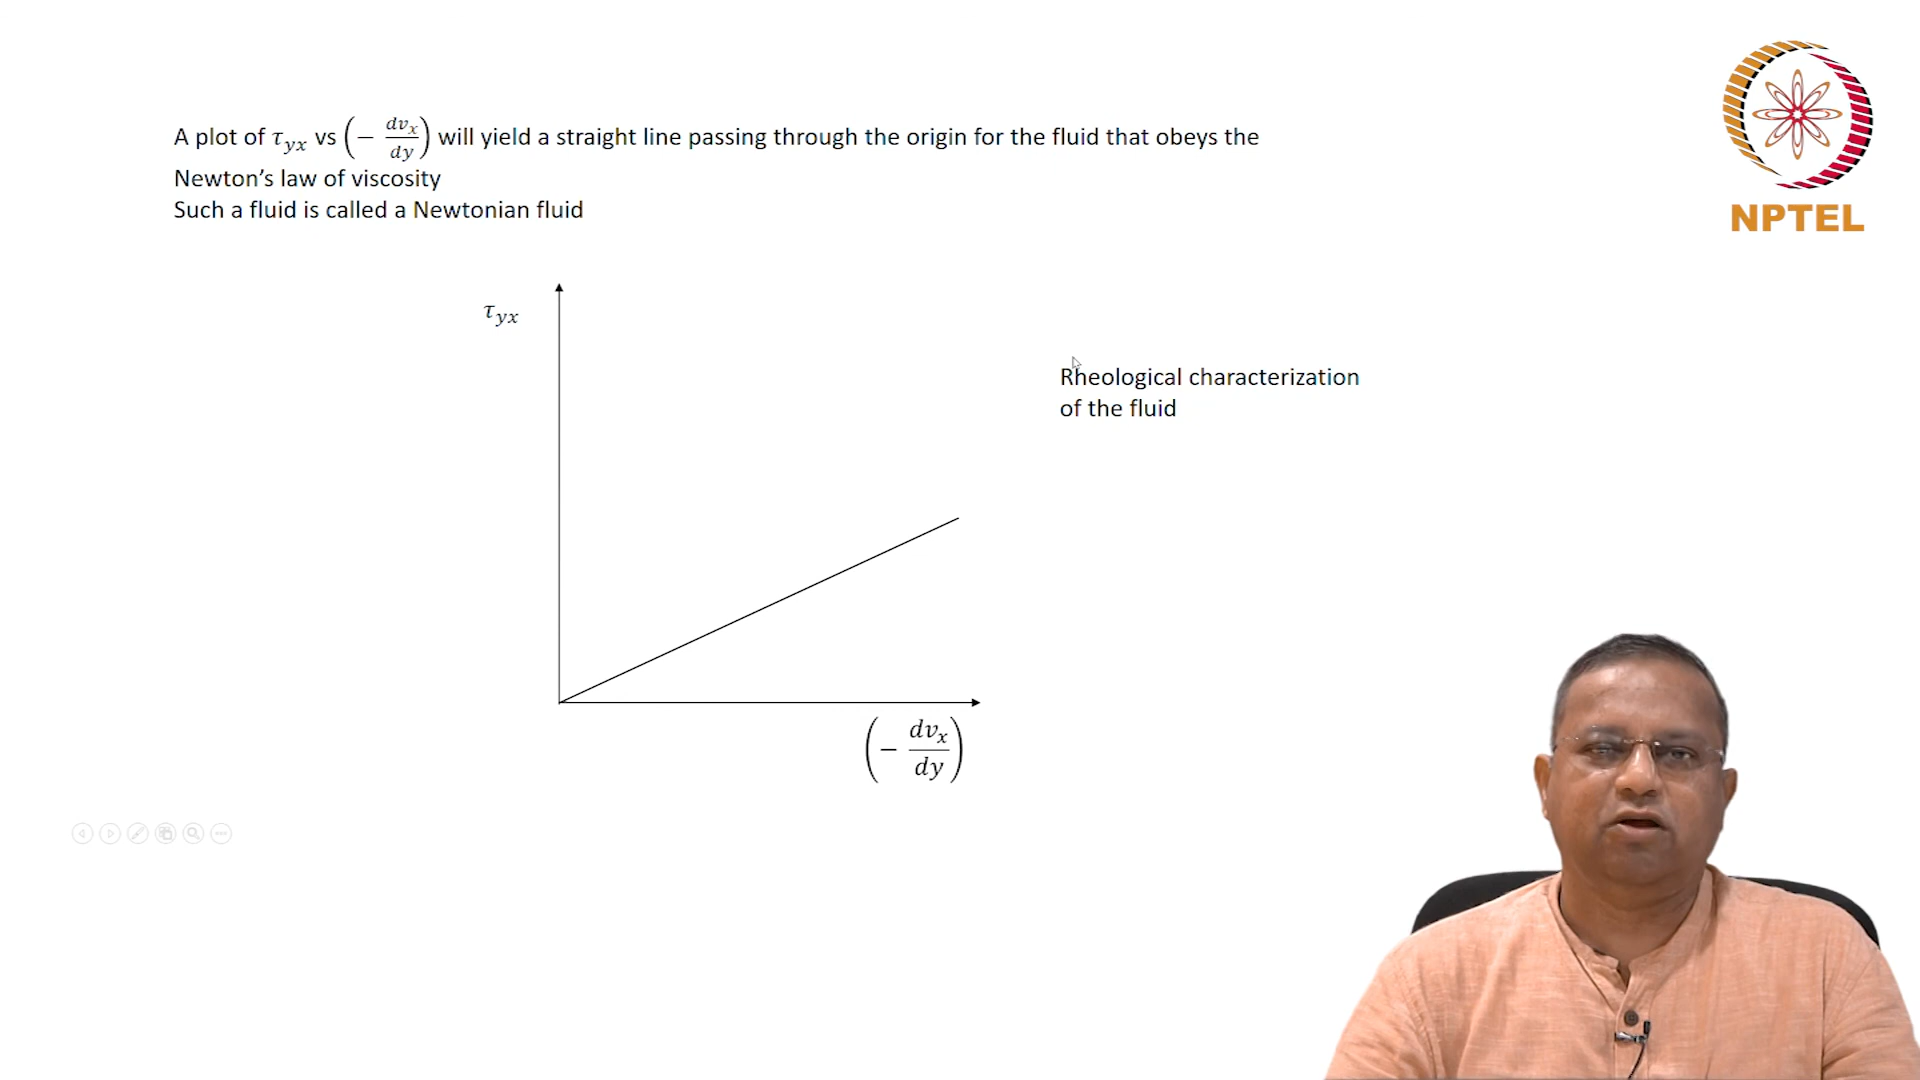 A plot of τyx vs (− dvx/dy) will yield a straight line passing through the origin for the fluid that obeys the
Newton’s law of viscosity
Such a fluid is called a Newtonian fluid
NPTEL
τyx
Rheological characterization
of the fluid
(− dvx/dy)